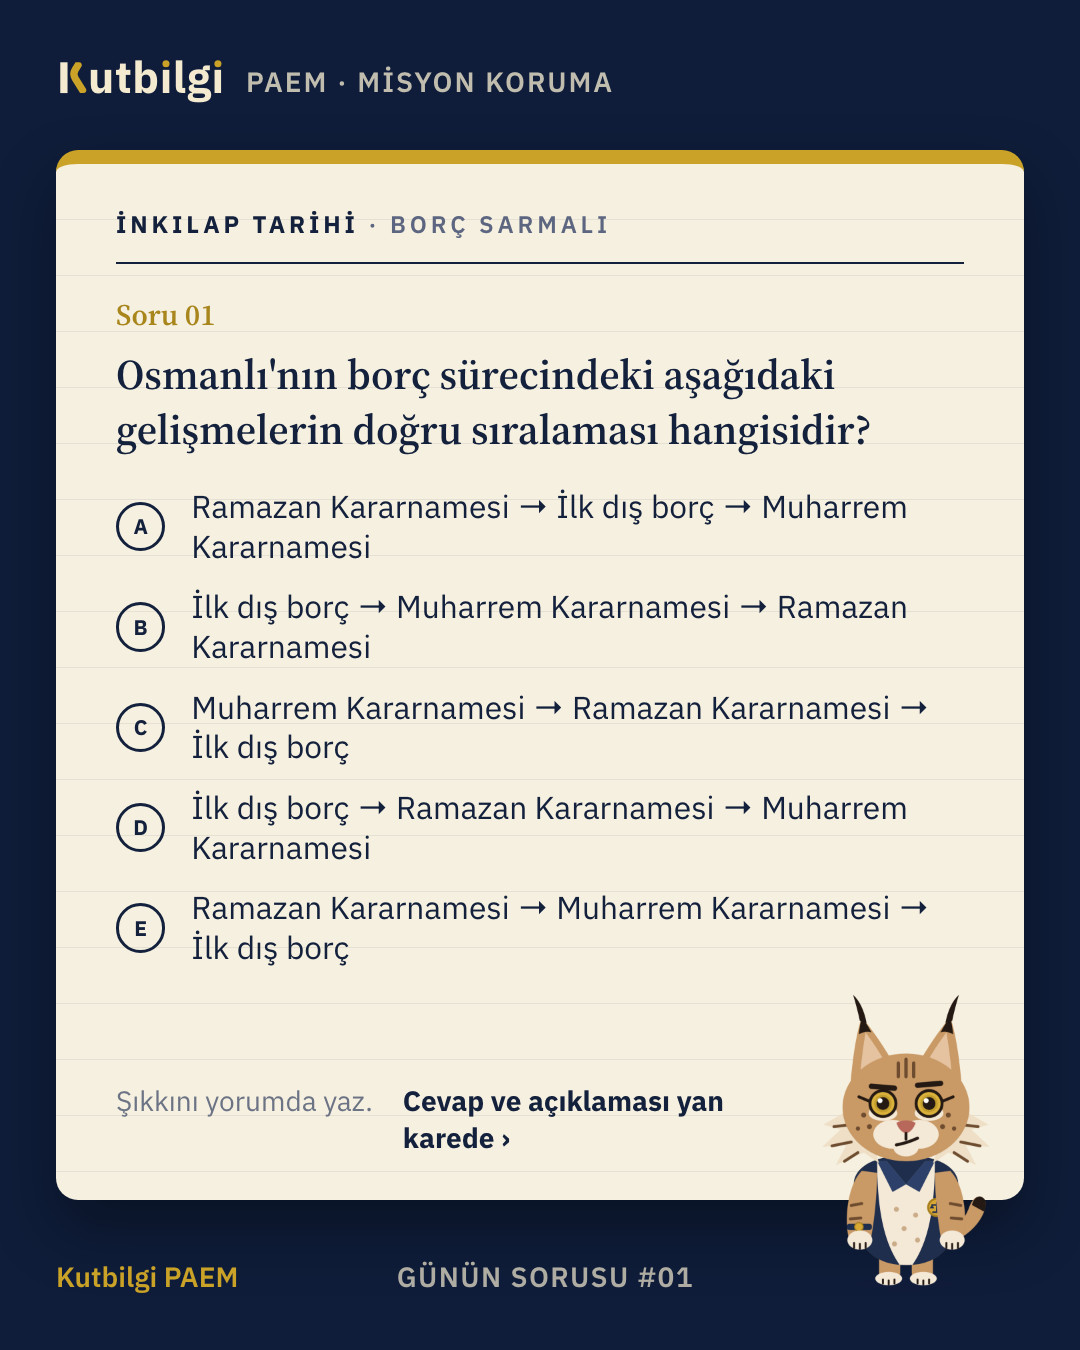 Kutbilgi PAEM · MİSYON KORUMA
İNKILAP TARİHİ · BORÇ SARMALI
Soru 01
Osmanlı'nın borç sürecindeki aşağıdaki
gelişmelerin doğru sıralaması hangisidir?
A Ramazan Kararnamesi → İlk dış borç → Muharrem
Kararnamesi
B İlk dış borç → Muharrem Kararnamesi → Ramazan
Kararnamesi
C Muharrem Kararnamesi → Ramazan Kararnamesi →
İlk dış borç
D İlk dış borç → Ramazan Kararnamesi → Muharrem
Kararnamesi
E Ramazan Kararnamesi → Muharrem Kararnamesi →
İlk dış borç
Şıkkını yorumda yaz. Cevap ve açıklaması yan
karede ›
Kutbilgi PAEM GÜNÜN SORUSU #01